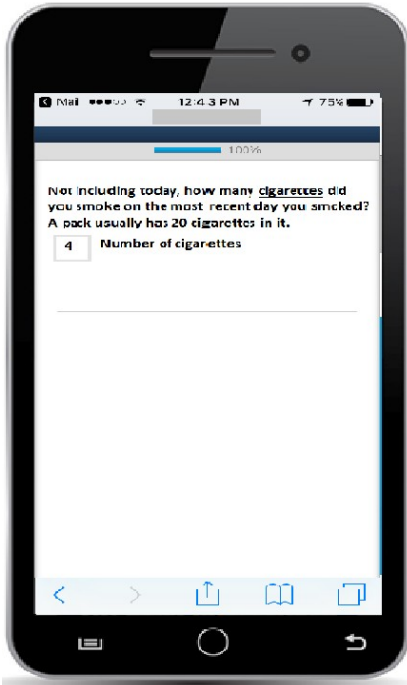 Mail 12:43 PM 75%
100%
Not including today, how many cigarettes did
you smoke on the most recent day you smoked?
A pack usually has 20 cigarettes in it.
4 Number of cigarettes